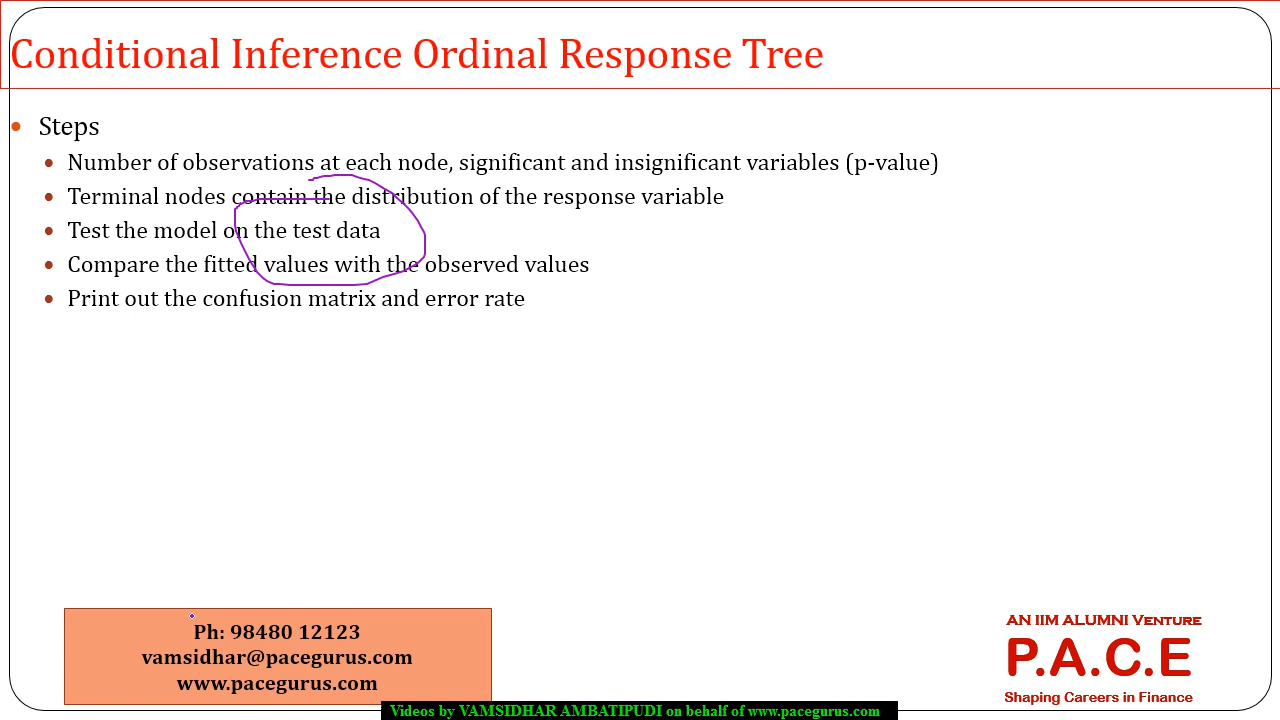 Conditional Inference Ordinal Response Tree
Steps
Number of observations at each node, significant and insignificant variables (p-value)
Terminal nodes contain the distribution of the response variable
Test the model on the test data
Compare the fitted values with the observed values
Print out the confusion matrix and error rate
Ph: 98480 12123
vamsidhar@pacegurus.com
www.pacegurus.com
AN IIM ALUMNI VENTURE
P.A.C.E
Shaping Careers in Finance
Videos by VAMSIDHAR AMBATIPUDI on behalf of www.pacegurus.com